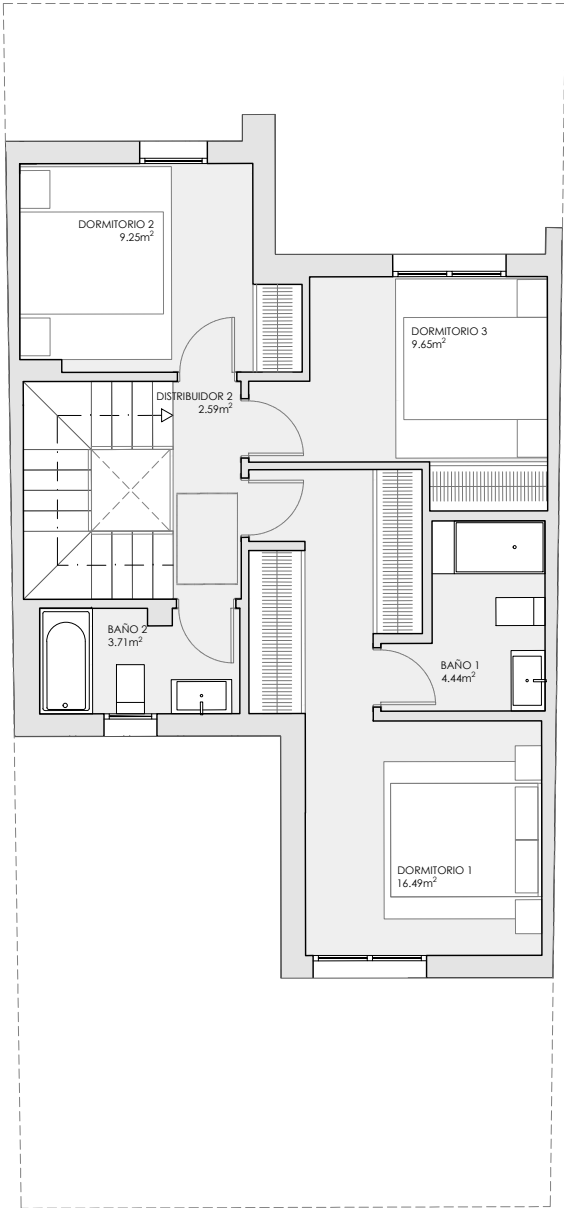 DORMITORIO 2
9.25m²
DORMITORIO 3
9.65m²
DISTRIBUIDOR 2
2.59m²
BAÑO 2
3.71m²
BAÑO 1
4.44m²
DORMITORIO 1
16.49m²